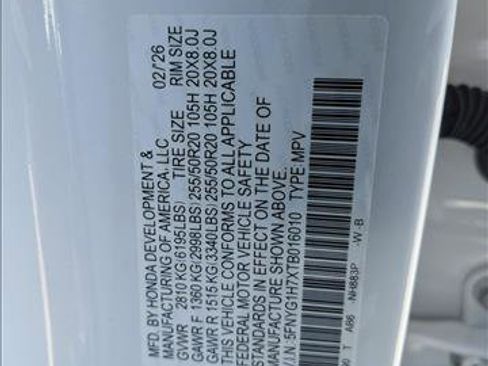 MFD. BY HONDA DEVELOPMENT & 02/'26
MANUFACTURING OF AMERICA, LLC
GVWR 2810 KG(6195LBS) TIRE SIZE RIM SIZE
GAWR F 1360 KG(2998LBS) 255/50R20 105H 20X8.0J
GAWR R 1515 KG(3340LBS) 255/50R20 105H 20X8.0J
THIS VEHICLE CONFORMS TO ALL APPLICABLE
FEDERAL MOTOR VEHICLE SAFETY
STANDARDS IN EFFECT ON THE DATE OF
MANUFACTURE SHOWN ABOVE.
V.I.N: 5FNYG1H7XTB016010 TYPE: MPV
T A86 -NH883P -W -B